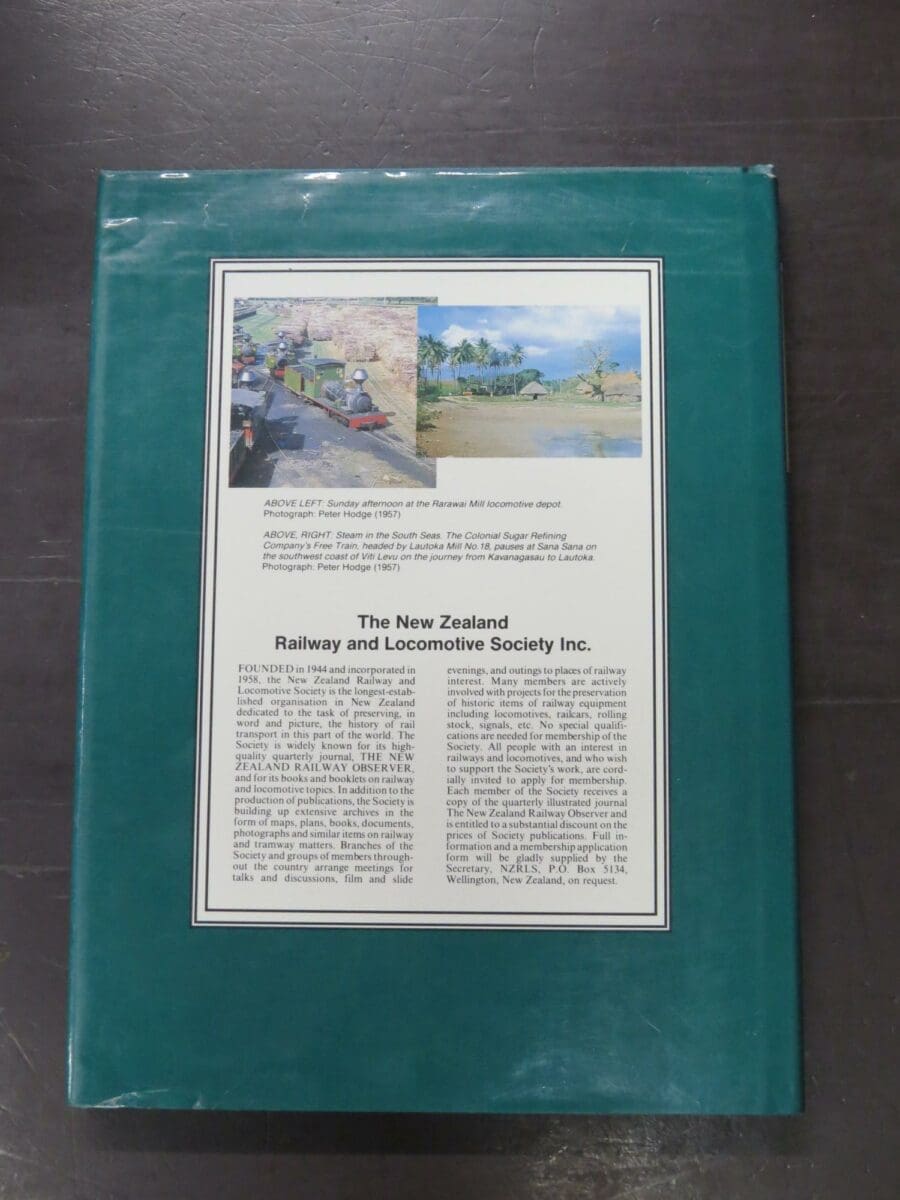 ABOVE LEFT: Sunday afternoon at the Rarawai Mill locomotive depot.
Photograph: Peter Hodge (1957)
ABOVE, RIGHT: Steam in the South Seas. The Colonial Sugar Refining
Company's Free Train, headed by Lautoka Mill No.18, pauses at Sana Sana on
the southwest coast of Viti Levu on the journey from Kavanagasau to Lautoka.
Photograph: Peter Hodge (1957)
The New Zealand
Railway and Locomotive Society Inc.
FOUNDED in 1944 and incorporated in
1958, the New Zealand Railway and
Locomotive Society is the longest-estab-
lished organisation in New Zealand
dedicated to the task of preserving, in
word and picture, the history of rail
transport in this part of the world. The
Society is widely known for its high-
quality quarterly journal, THE NEW
ZEALAND RAILWAY OBSERVER,
and for its books and booklets on railway
and locomotive topics. In addition to the
production of publications, the Society is
building up extensive archives in the
form of maps, plans, books, documents,
photographs and similar items on railway
and tramway matters. Branches of the
Society and groups of members through-
out the country arrange meetings for
talks and discussions, film and slide
evenings, and outings to places of railway
interest. Many members are actively
involved with projects for the preservation
of historic items of railway equipment
including locomotives, railcars, rolling
stock, signals, etc. No special qualifi-
cations are needed for membership of the
Society. All people with an interest in
railways and locomotives, and who wish
to support the Society's work, are cord-
ially invited to apply for membership.
Each member of the Society receives a
copy of the quarterly illustrated journal
The New Zealand Railway Observer and
is entitled to a substantial discount on the
prices of Society publications. Full in-
formation and a membership application
form will be gladly supplied by the
Secretary, NZRLS, P.O. Box 5134,
Wellington, New Zealand, on request.